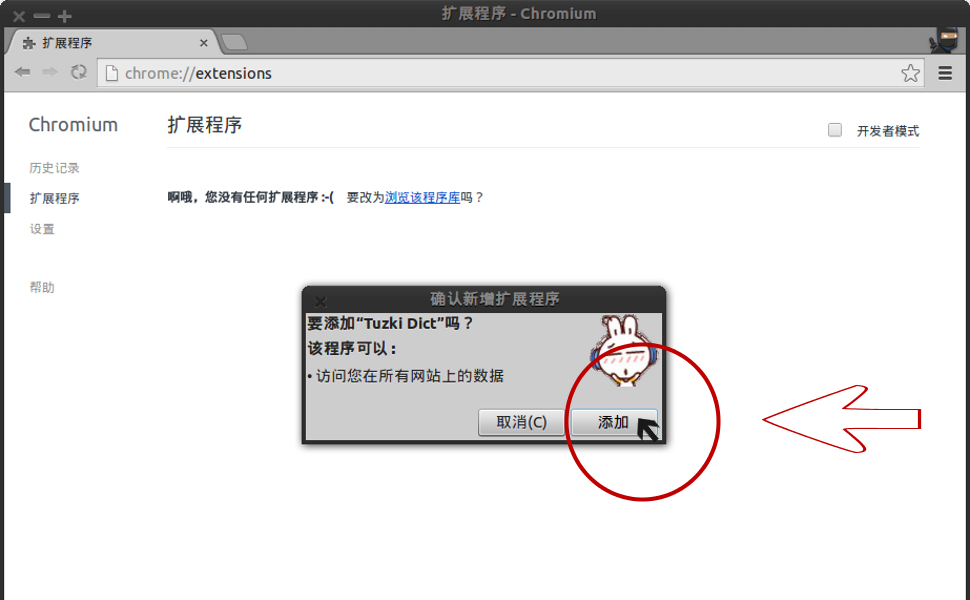 扩展程序 - Chromium
扩展程序
chrome://extensions
Chromium
扩展程序
开发者模式
历史记录
扩展程序
啊哦，您没有任何扩展程序 :-( 要改为浏览该程序库吗？
设置
帮助
确认新增扩展程序
要添加“Tuzki Dict”吗？
该程序可以：
• 访问您在所有网站上的数据
取消(C)
添加